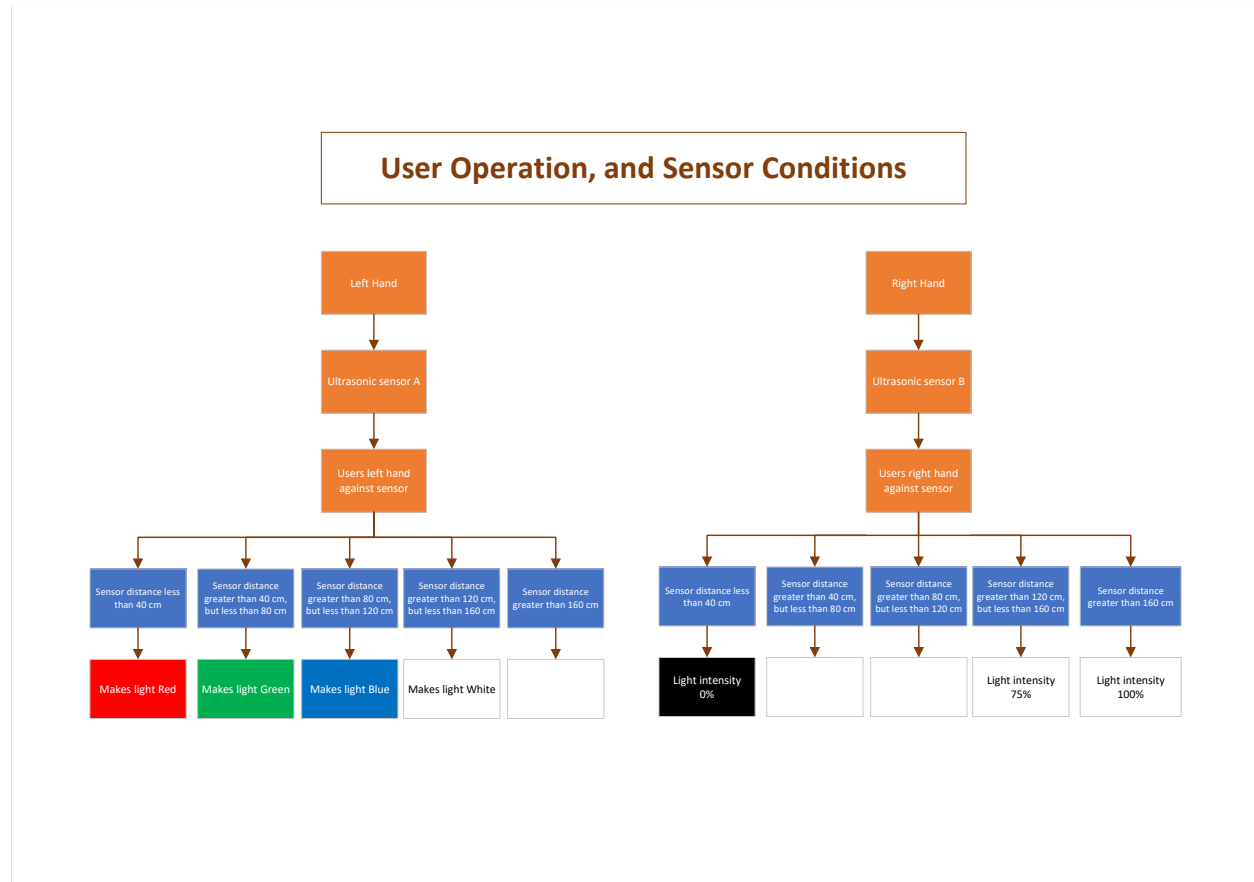 User Operation, and Sensor Conditions
Left Hand
Ultrasonic sensor A
Users left hand
against sensor
Sensor distance less
than 40 cm
Sensor distance
greater than 40 cm,
but less than 80 cm
Sensor distance
greater than 80 cm,
but less than 120 cm
Sensor distance
greater than 120 cm,
but less than 160 cm
Sensor distance
greater than 160 cm
Makes light Red
Makes light Green
Makes light Blue
Makes light White
Right Hand
Ultrasonic sensor B
Users right hand
against sensor
Sensor distance less
than 40 cm
Sensor distance
greater than 40 cm,
but less than 80 cm
Sensor distance
greater than 80 cm,
but less than 120 cm
Sensor distance
greater than 120 cm,
but less than 160 cm
Sensor distance
greater than 160 cm
Light intensity
0%
Light intensity
75%
Light intensity
100%